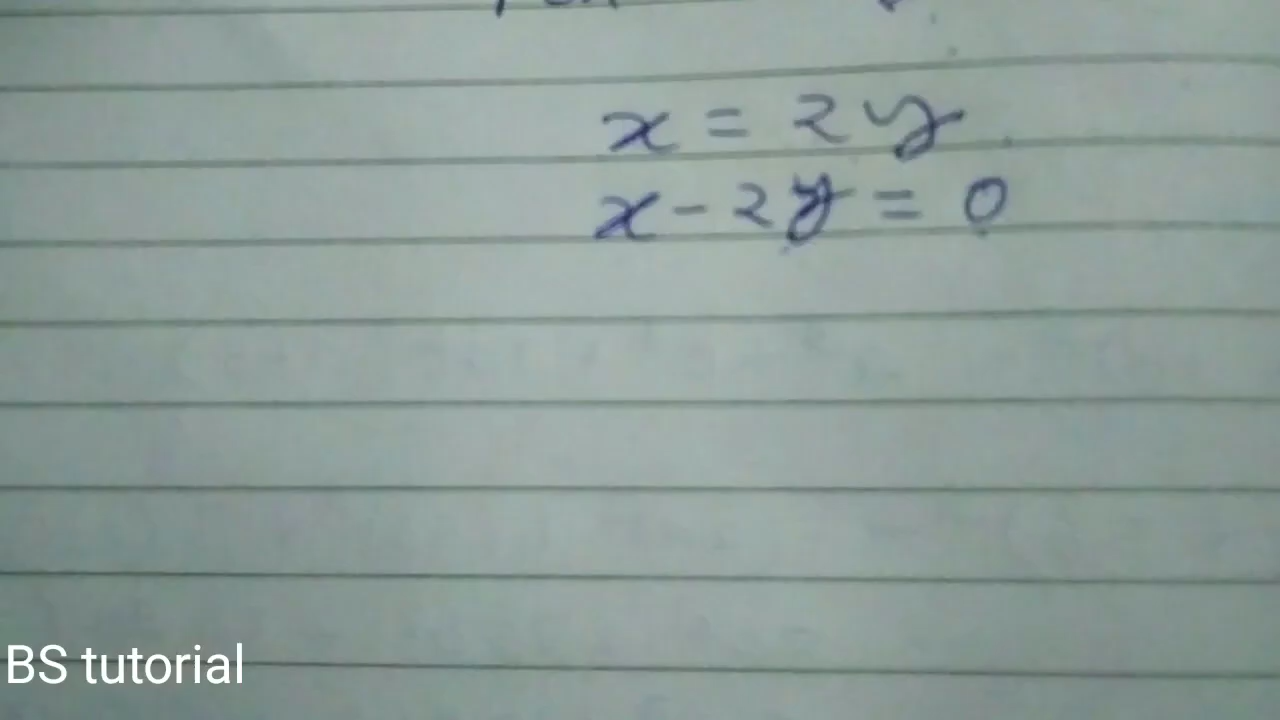 x = 2y
x - 2y = 0
BS tutorial